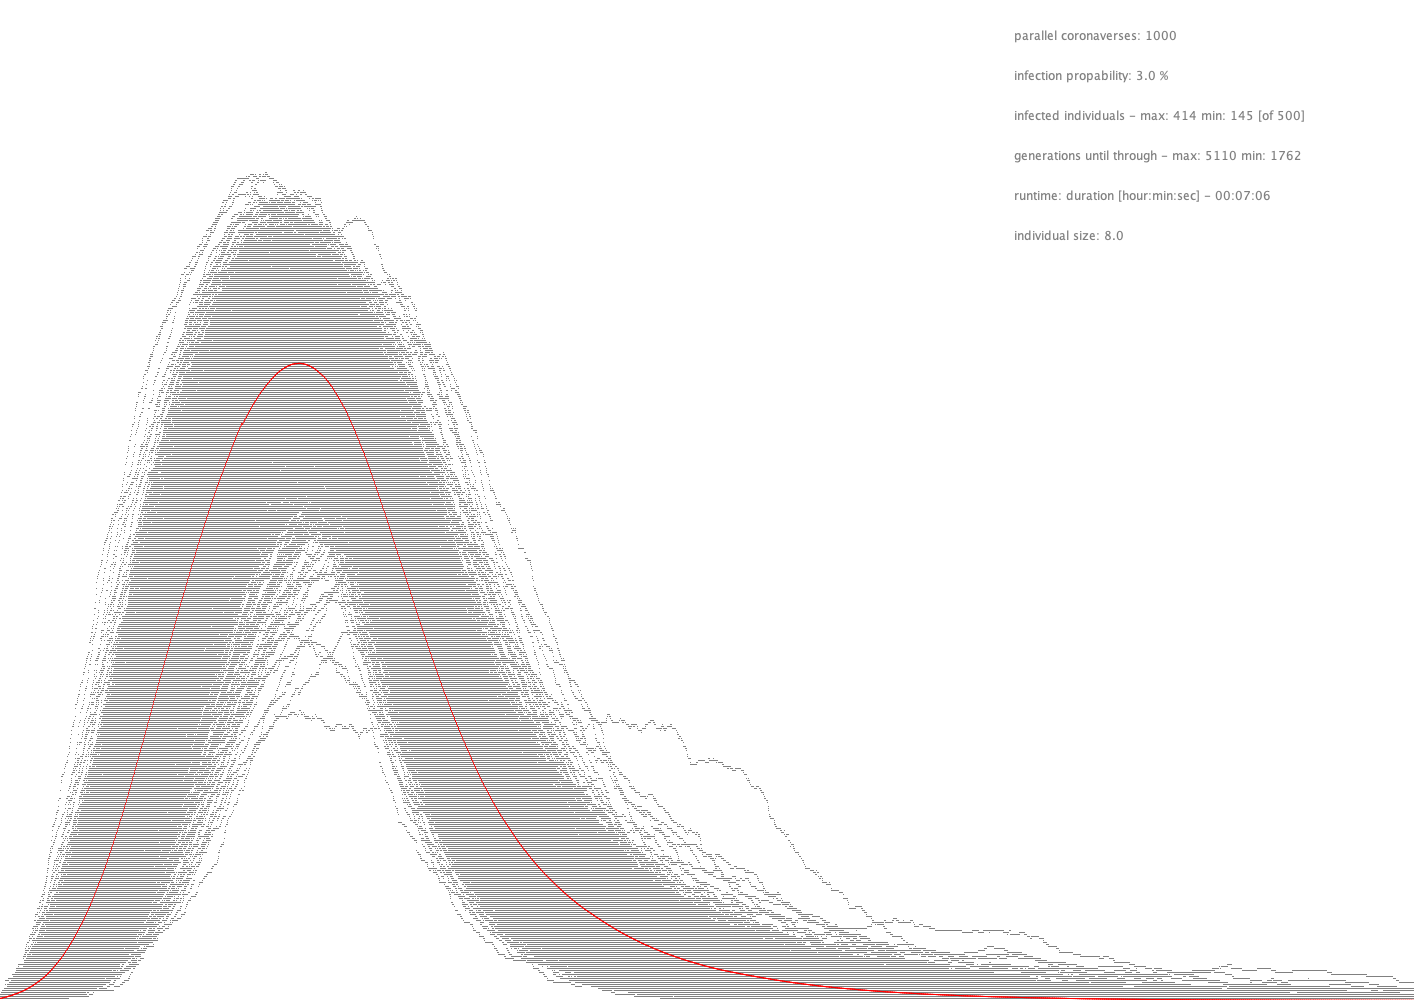 parallel coronaverses: 1000
infection propability: 3.0 %
infected individuals – max: 414 min: 145 [of 500]
generations until through – max: 5110 min: 1762
runtime: duration [hour:min:sec] – 00:07:06
individual size: 8.0